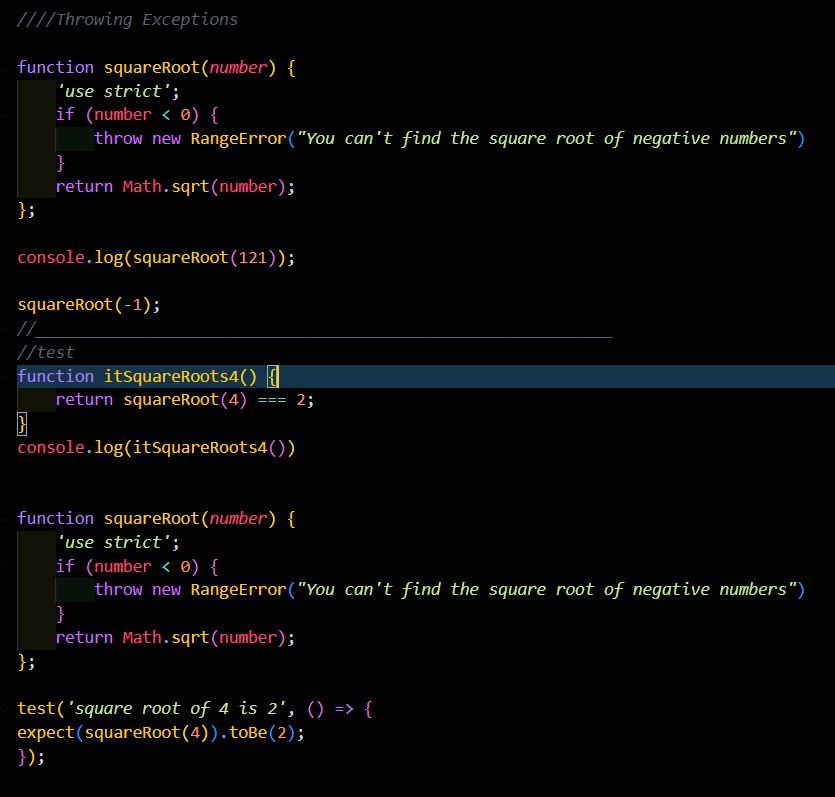 ////Throwing Exceptions
function squareRoot(number) {
'use strict';
if (number < 0) {
throw new RangeError("You can't find the square root of negative numbers")
}
return Math.sqrt(number);
};
console.log(squareRoot(121));
squareRoot(-1);
//____________________________________________________________
//test
function itSquareRoots4() {
return squareRoot(4) === 2;
}
console.log(itSquareRoots4())
function squareRoot(number) {
'use strict';
if (number < 0) {
throw new RangeError("You can't find the square root of negative numbers")
}
return Math.sqrt(number);
};
test('square root of 4 is 2', () => {
expect(squareRoot(4)).toBe(2);
});